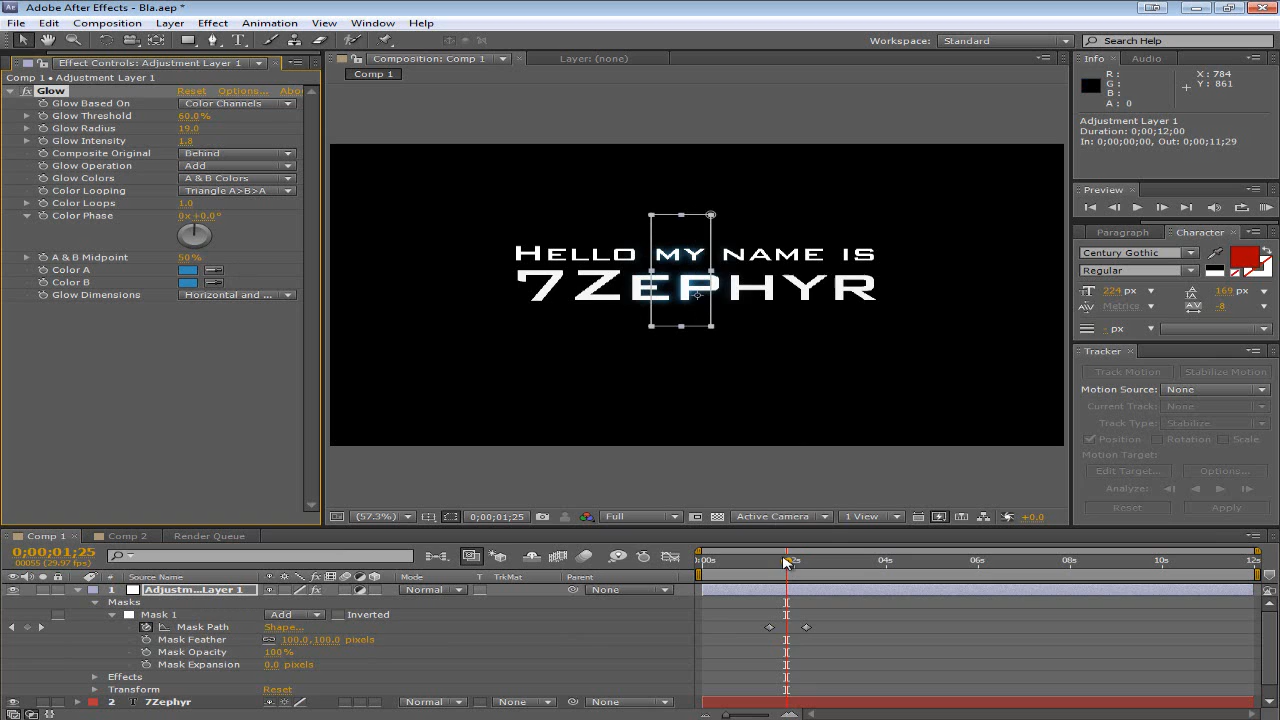 Adobe After Effects - Bla.aep *
File Edit Composition Layer Effect Animation View Window Help
Workspace: Standard Search Help
Effect Controls: Adjustment Layer 1
Comp 1 • Adjustment Layer 1
fx Glow Reset Options... Abo
Glow Based On Color Channels
Glow Threshold 60.0%
Glow Radius 19.0
Glow Intensity 1.8
Composite Original Behind
Glow Operation Add
Glow Colors A & B Colors
Color Looping Triangle A>B>A
Color Loops 1.0
Color Phase 0x+0.0°
A & B Midpoint 50%
Color A
Color B
Glow Dimensions Horizontal and ...
Composition: Comp 1 Layer: (none)
Comp 1
Hello my name is
7Zephyr
(57.3%) 0;00;01;25 Full Active Camera 1 View +0.0
Info Audio
R : X : 784
G : Y : 861
B :
A : 0
Adjustment Layer 1
Duration: 0;00;12;00
In: 0;00;00;00, Out: 0;00;11;29
Preview
Paragraph Character
Century Gothic
Regular
224 px 169 px
Metrics -8
- px
Tracker
Track Motion Stabilize Motion
Motion Source: None
Current Track: None
Track Type: Stabilize
Position Rotation Scale
Motion Target:
Edit Target... Options...
Analyze:
Reset Apply
Comp 1 Comp 2 Render Queue
0;00;01;25
00055 (29.97 fps)
:00s 02s 04s 06s 08s 10s 12s
# Source Name Mode T TrkMat Parent
1 Adjustm...Layer 1 Normal None
Masks
Mask 1 Add Inverted
Mask Path Shape...
Mask Feather 100.0,100.0 pixels
Mask Opacity 100%
Mask Expansion 0.0 pixels
Effects
Transform Reset
2 T 7Zephyr Normal None None